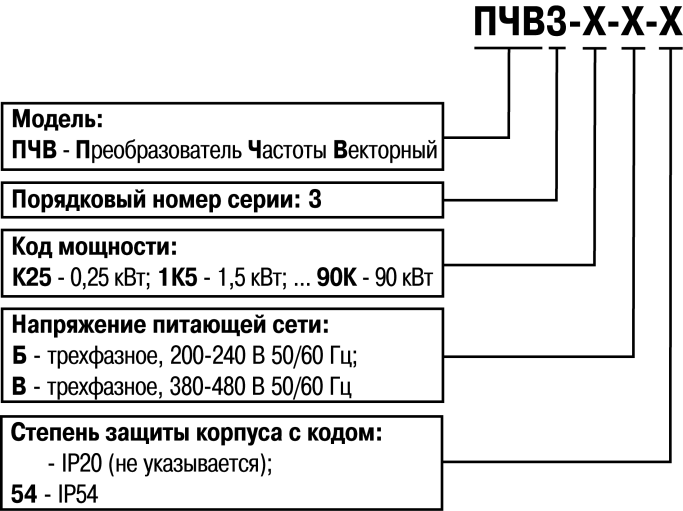 ПЧВ3-Х-Х-Х
Модель:
ПЧВ - Преобразователь Частоты Векторный
Порядковый номер серии: 3
Код мощности:
К25 - 0,25 кВт; 1К5 - 1,5 кВт; ... 90К - 90 кВт
Напряжение питающей сети:
Б - трехфазное, 200-240 В 50/60 Гц;
В - трехфазное, 380-480 В 50/60 Гц
Степень защиты корпуса с кодом:
- IP20 (не указывается);
54 - IP54